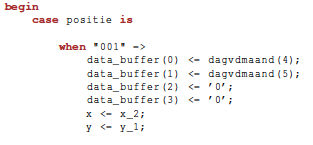 begin
case positie is
when "001" ->
data_buffer(0) <- dagvdmaand(4);
data_buffer(1) <- dagvdmaand(5);
data_buffer(2) <- '0';
data_buffer(3) <- '0';
x <- x_2;
y <- y_1;